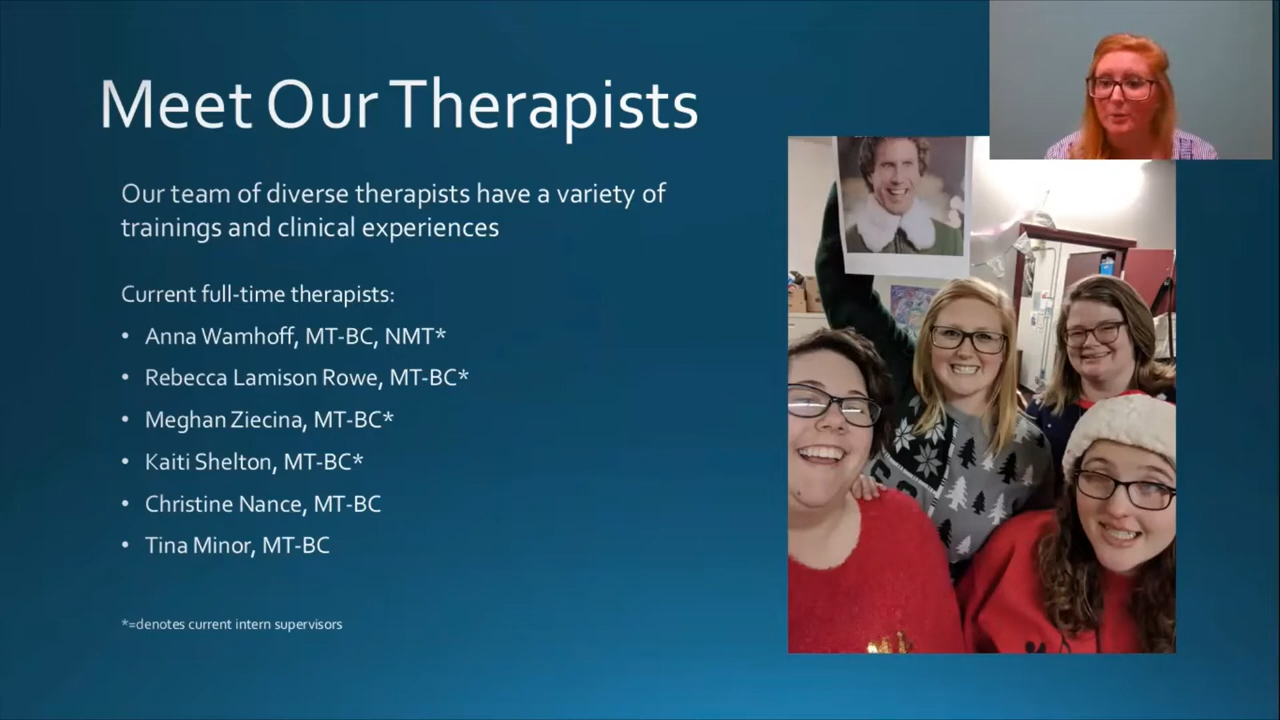 Meet Our Therapists
Our team of diverse therapists have a variety of
trainings and clinical experiences
Current full-time therapists:
• Anna Wamhoff, MT-BC, NMT*
• Rebecca Lamison Rowe, MT-BC*
• Meghan Ziecina, MT-BC*
• Kaiti Shelton, MT-BC*
• Christine Nance, MT-BC
• Tina Minor, MT-BC
*=denotes current intern supervisors